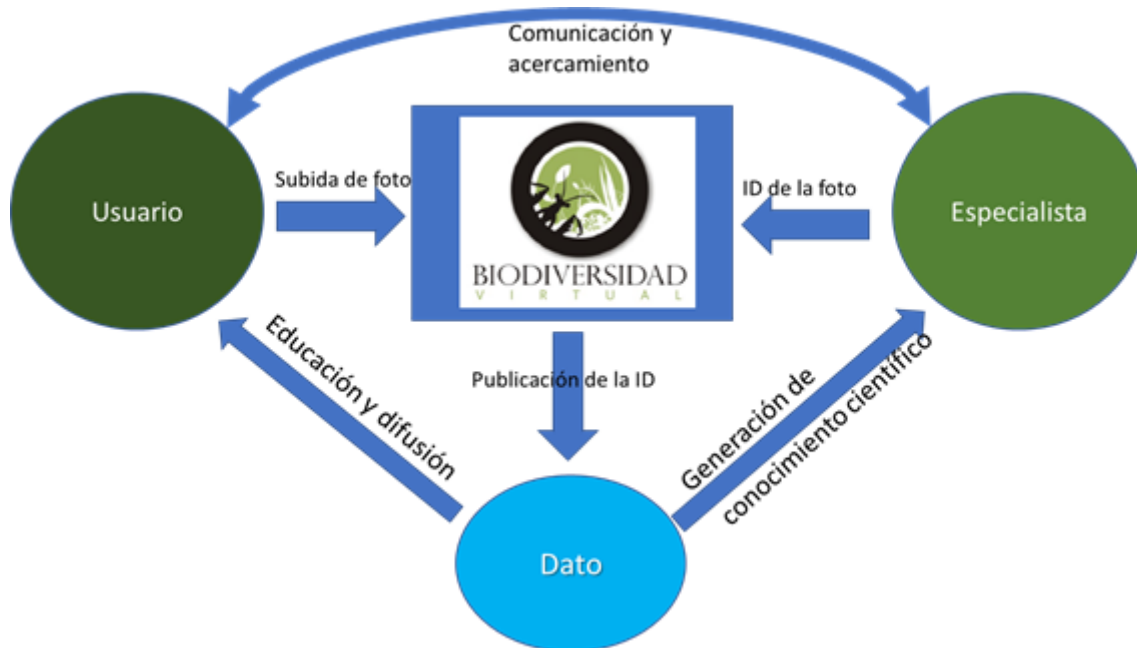 Comunicación y
acercamiento
Usuario
Subida de foto
BIODIVERSIDAD
VIRTUAL
ID de la foto
Especialista
Educación y difusión
Publicación de la ID
Generación de
conocimiento científico
Dato